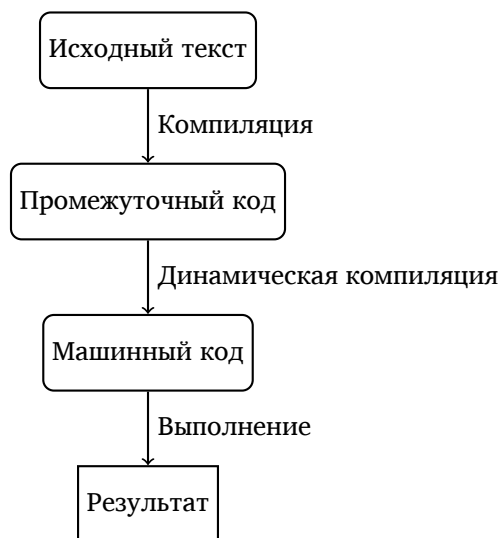 Исходный текст
Компиляция
Промежуточный код
Динамическая компиляция
Машинный код
Выполнение
Результат